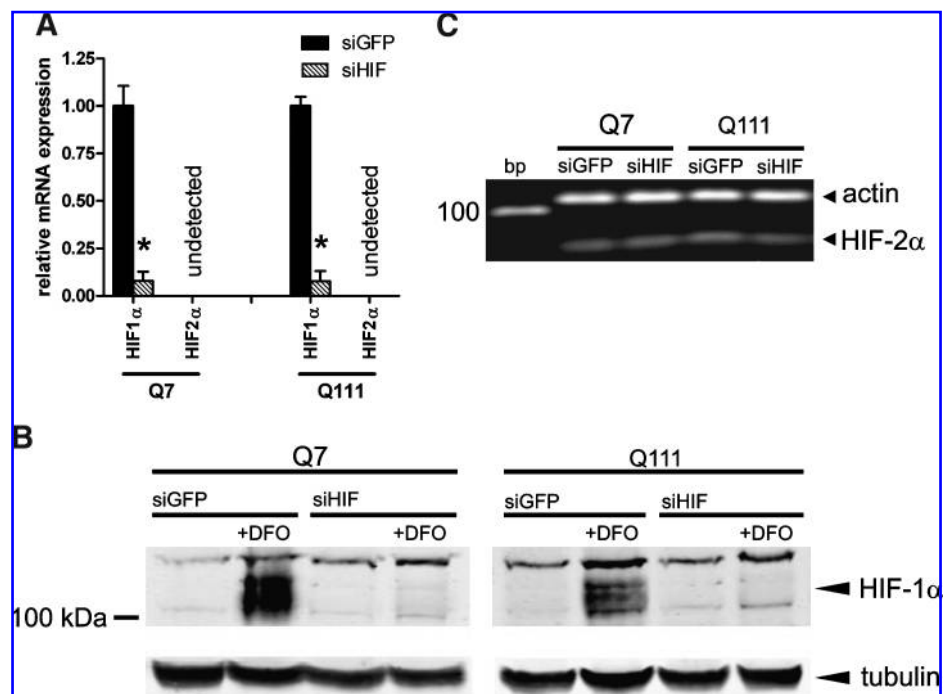 A
siGFP
siHIF
relative mRNA expression
1.25
1.00
0.75
0.50
0.25
0.00
*
undetected
*
undetected
HIF1α
HIF2α
HIF1α
HIF2α
Q7
Q111
C
Q7
Q111
bp
siGFP
siHIF
siGFP
siHIF
100
actin
HIF-2α
B
Q7
Q111
siGFP
siHIF
siGFP
siHIF
+DFO
+DFO
+DFO
+DFO
HIF-1α
100 kDa
tubulin